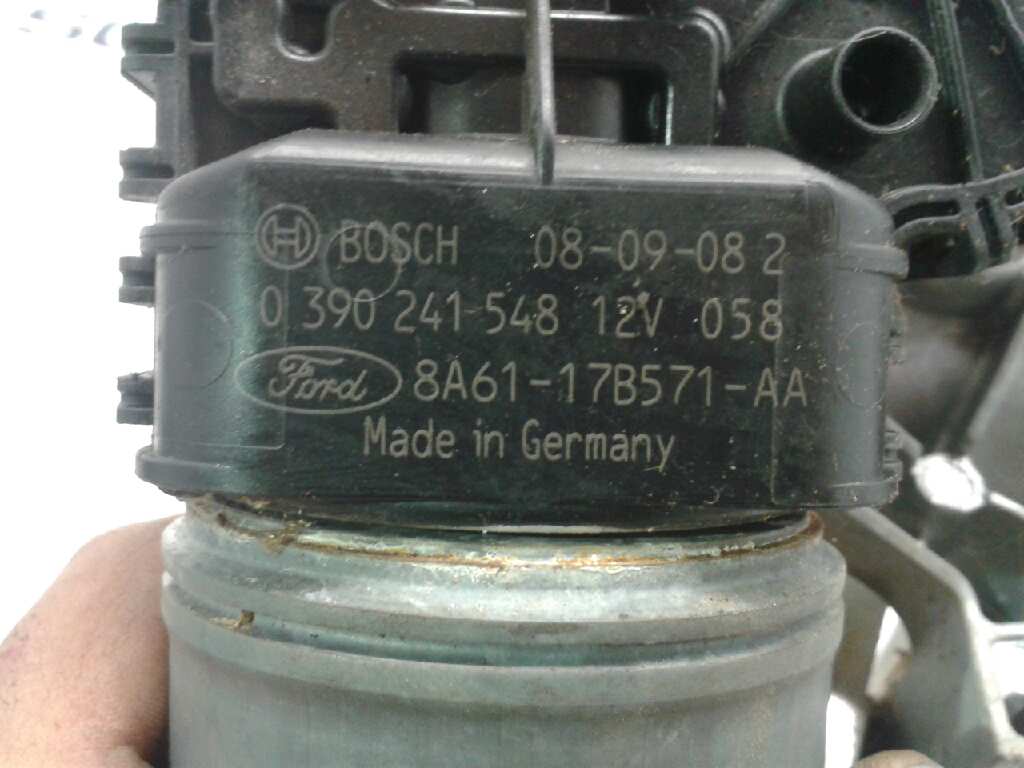 BOSCH 08-09-08 2
0 390 241 548 12V 058
Ford 8A61-17B571-AA
Made in Germany